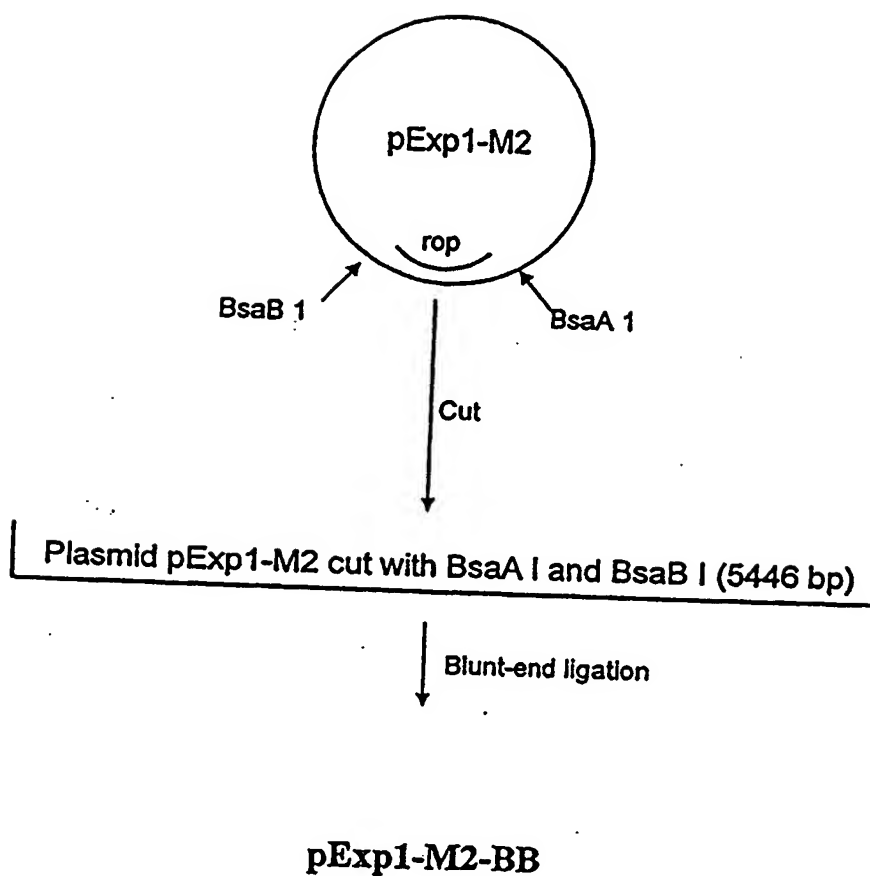 pExp1-M2
rop
BsaB 1
BsaA 1
Cut
Plasmid pExp1-M2 cut with BsaA I and BsaB I (5446 bp)
Blunt-end ligation
pExp1-M2-BB